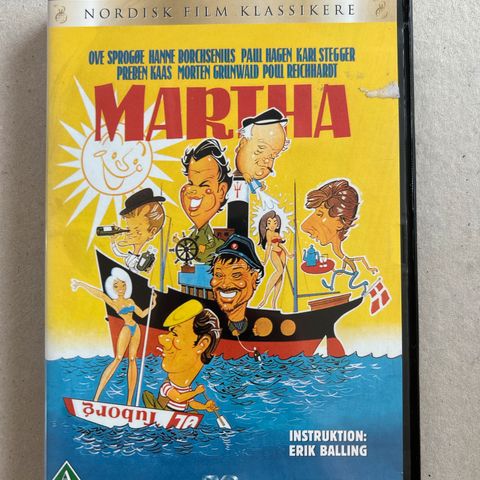 NORDISK FILM KLASSIKERE
OVE SPROGØE HANNE BORCHSENIUS PAUL HAGEN KARL STEGGER
PREBEN KAAS MORTEN GRUNWALD POUL REICHHARDT
MARTHA
Tuborg
INSTRUKTION:
ERIK BALLING
A